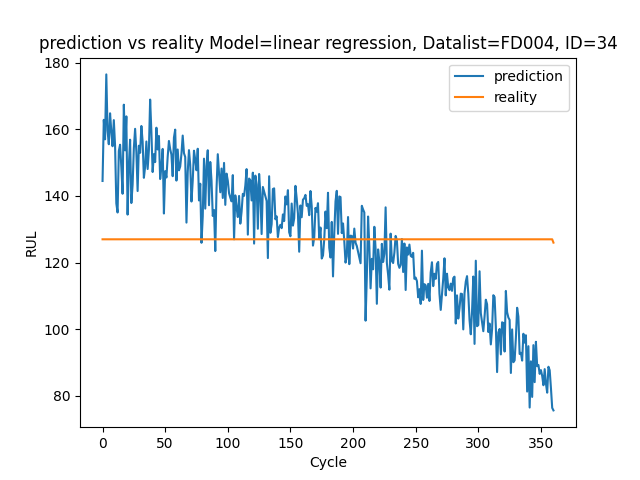 prediction vs reality Model=linear regression, Datalist=FD004, ID=34
prediction
reality
RUL
180
160
140
120
100
80
0
50
100
150
200
250
300
350
Cycle